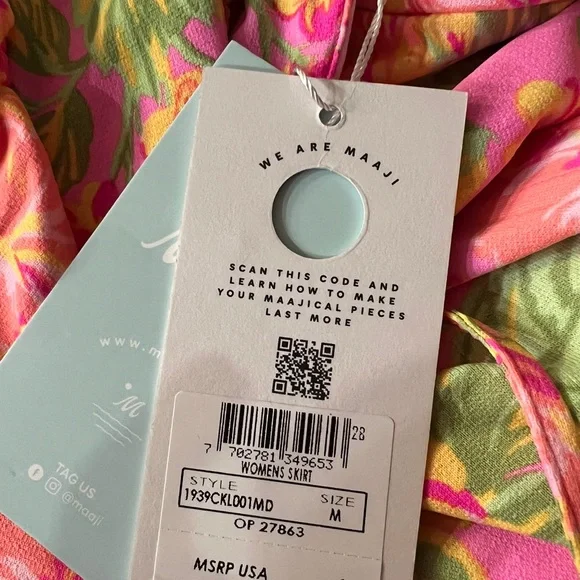 WE ARE MAAJI
SCAN THIS CODE AND
LEARN HOW TO MAKE
YOUR MAAJICAL PIECES
LAST MORE
28
7 702781 349653
WOMENS SKIRT
STYLE
SIZE
1939CKL001MD
M
OP 27863
MSRP USA
www.m
M
TAG US
@maaji